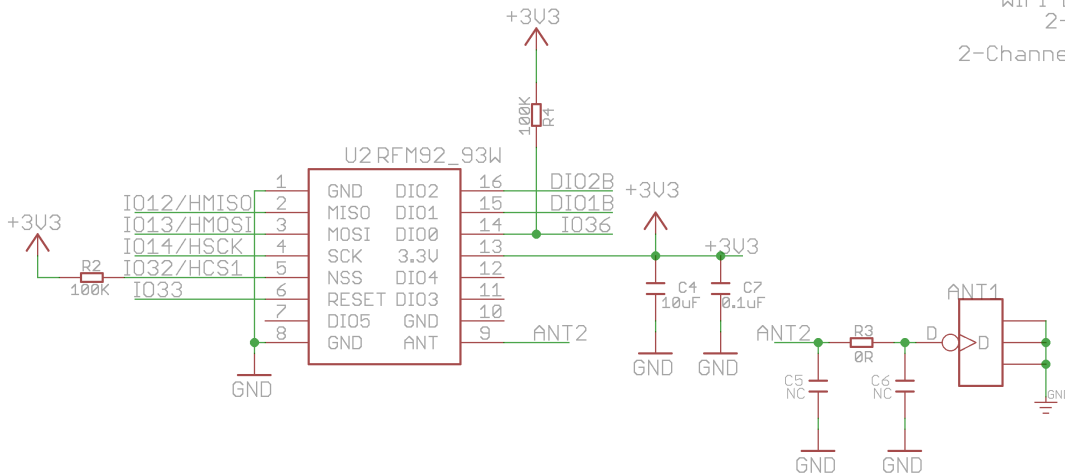 +3V3
2-
2-Channe
100K
R4
U2 RFM92_93W
1 GND DIO2 16 DIO2B
IO12/HMISO 2 MISO DIO1 15 DIO1B
IO13/HMOSI 3 MOSI DIO0 14 IO36
IO14/HSCK 4 SCK 3.3V 13 +3V3
IO32/HCS1 5 NSS DIO4 12
IO33 6 RESET DIO3 11
7 DIO5 GND 10
8 GND ANT 9 ANT2
+3V3
R2
100K
GND
+3V3
C4
10uF
C7
0.1uF
GND
GND
ANT2
R3
0R
C5
NC
C6
NC
GND
GND
ANT1
D
D
GND